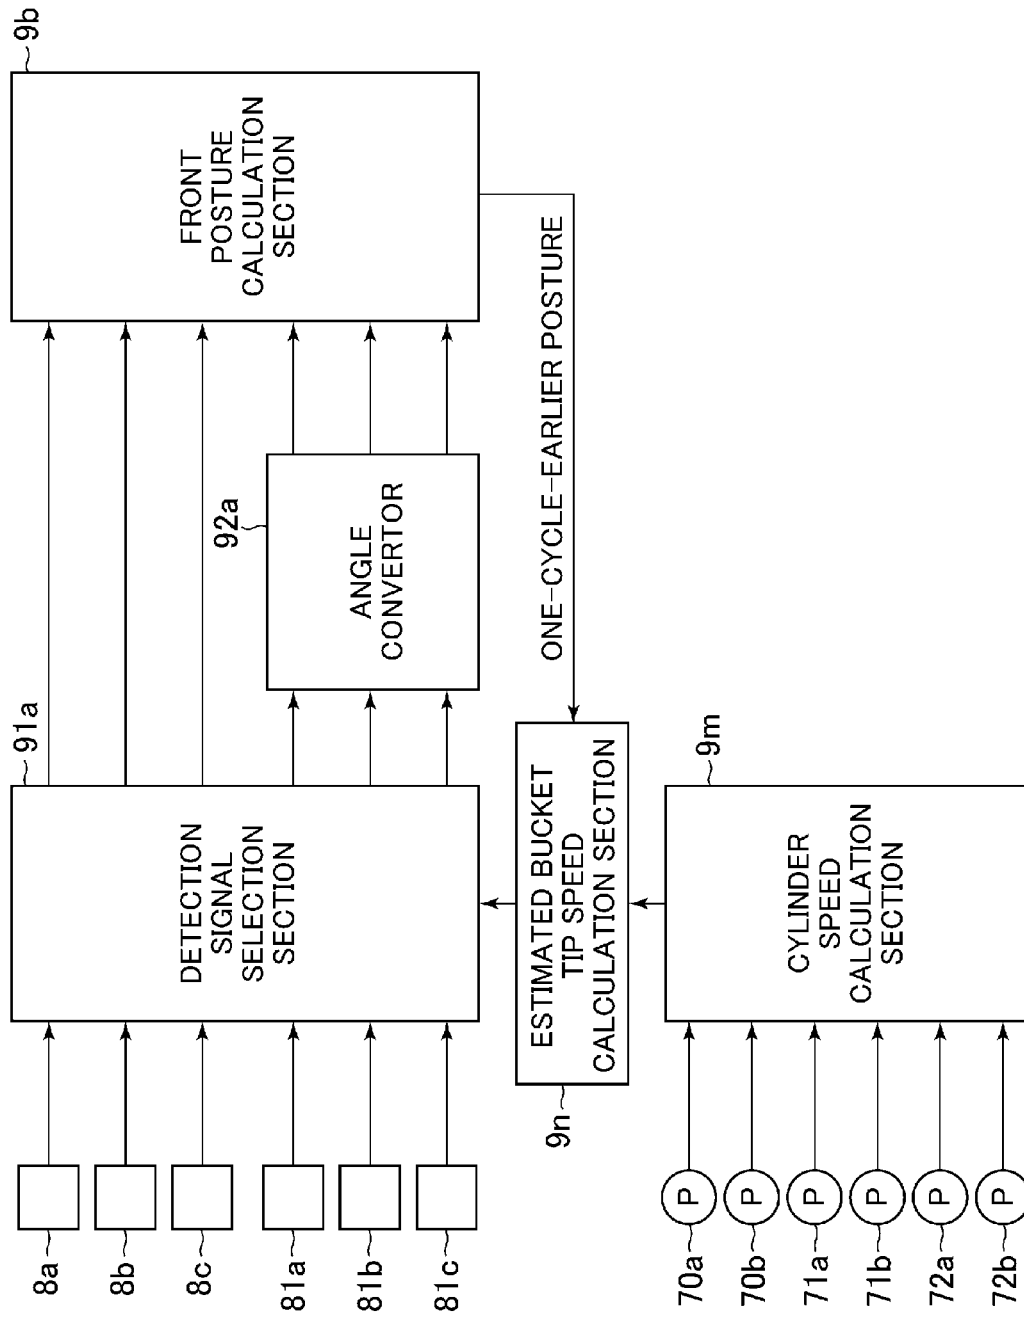 8a
8b
8c
81a
81b
81c
DETECTION
SIGNAL
SELECTION
SECTION
91a
ANGLE
CONVERTOR
92a
FRONT
POSTURE
CALCULATION
SECTION
9b
ONE-CYCLE-EARLIER POSTURE
ESTIMATED BUCKET
TIP SPEED
CALCULATION SECTION
9n
70a
P
70b
P
71a
P
71b
P
72a
P
72b
P
CYLINDER
SPEED
CALCULATION
SECTION
9m